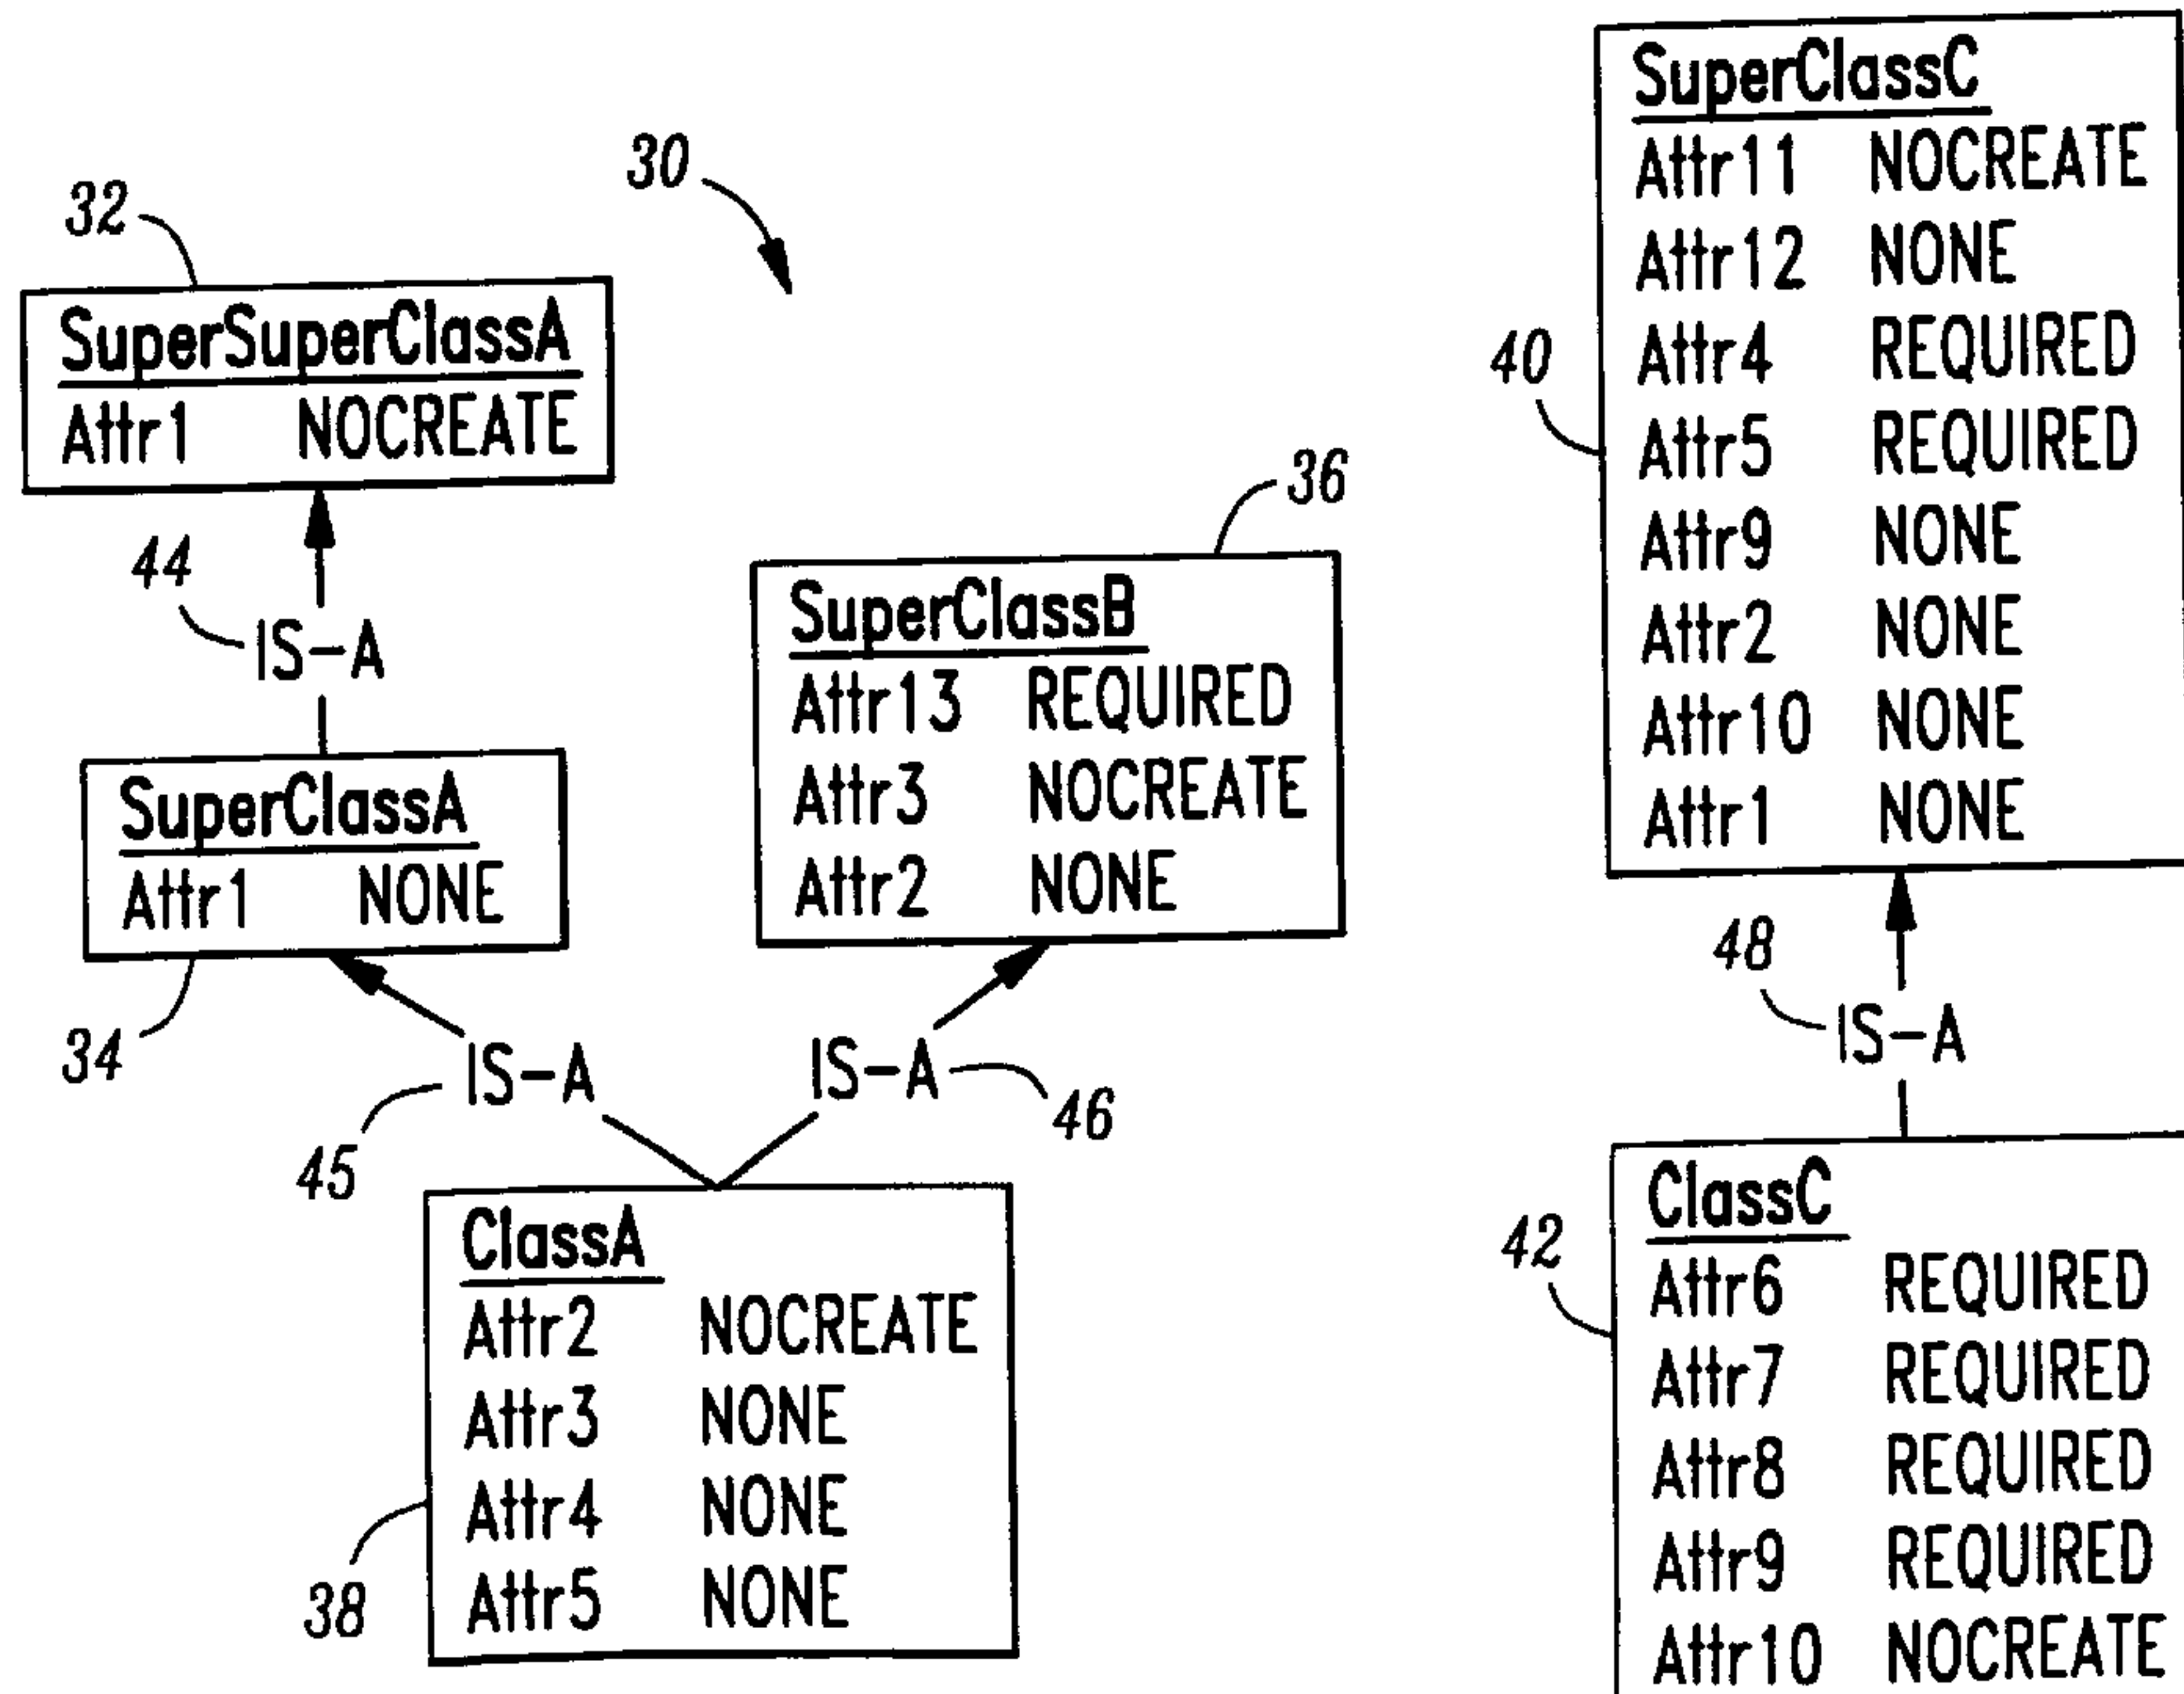 30
32
SuperSuperClassA
Attr1 NOCREATE
44
IS-A
SuperClassA
Attr1 NONE
34
36
SuperClassB
Attr13 REQUIRED
Attr3 NOCREATE
Attr2 NONE
IS-A
45
IS-A
46
ClassA
Attr2 NOCREATE
Attr3 NONE
Attr4 NONE
Attr5 NONE
38
SuperClassC
Attr11 NOCREATE
Attr12 NONE
Attr4 REQUIRED
Attr5 REQUIRED
Attr9 NONE
Attr2 NONE
Attr10 NONE
Attr1 NONE
40
48
IS-A
ClassC
Attr6 REQUIRED
Attr7 REQUIRED
Attr8 REQUIRED
Attr9 REQUIRED
Attr10 NOCREATE
42